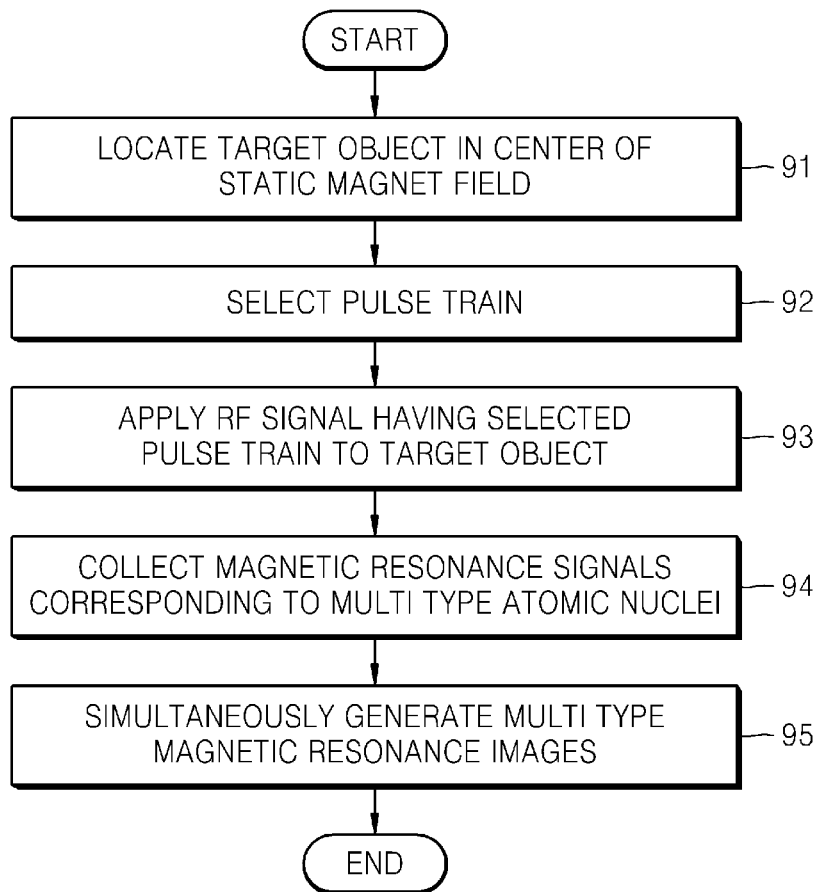 START
LOCATE TARGET OBJECT IN CENTER OF
STATIC MAGNET FIELD
91
SELECT PULSE TRAIN
92
APPLY RF SIGNAL HAVING SELECTED
PULSE TRAIN TO TARGET OBJECT
93
COLLECT MAGNETIC RESONANCE SIGNALS
CORRESPONDING TO MULTI TYPE ATOMIC NUCLEI
94
SIMULTANEOUSLY GENERATE MULTI TYPE
MAGNETIC RESONANCE IMAGES
95
END